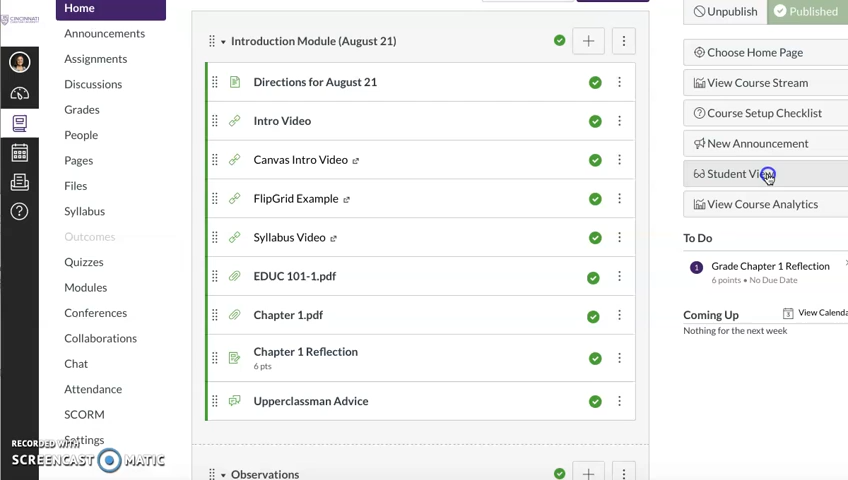 CINCINNATI
Home
Announcements
Assignments
Discussions
Grades
People
Pages
Files
Syllabus
Outcomes
Quizzes
Modules
Conferences
Collaborations
Chat
Attendance
SCORM
Settings
RECORDED WITH
SCREENCAST MATIC
Introduction Module (August 21)
Directions for August 21
Intro Video
Canvas Intro Video
FlipGrid Example
Syllabus Video
EDUC 101-1.pdf
Chapter 1.pdf
Chapter 1 Reflection
6 pts
Upperclassman Advice
Observations
Unpublish
Published
Choose Home Page
View Course Stream
Course Setup Checklist
New Announcement
Student View
View Course Analytics
To Do
1 Grade Chapter 1 Reflection
6 points • No Due Date
Coming Up
View Calenda
Nothing for the next week